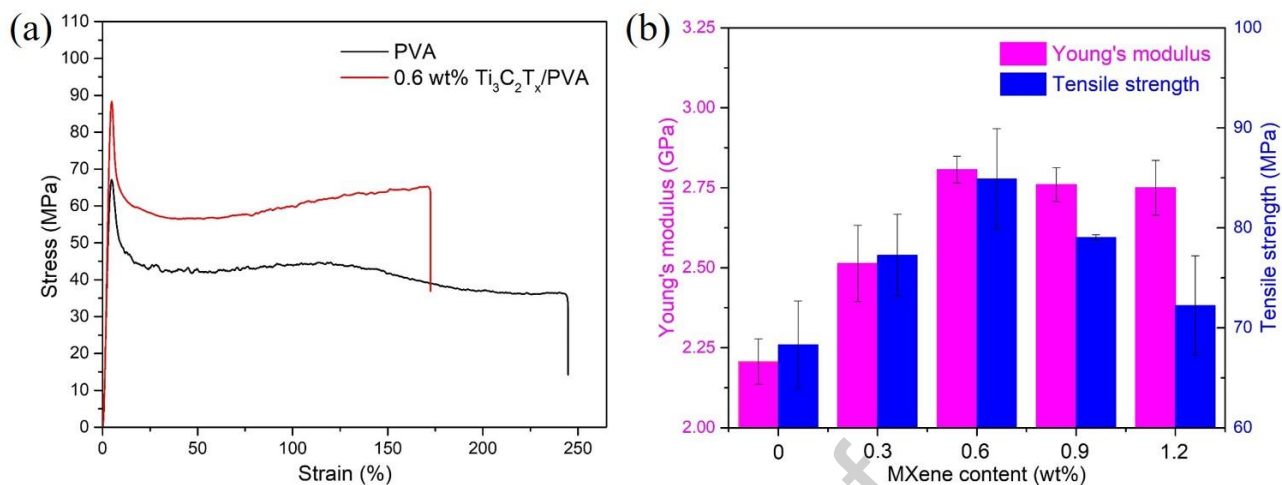 (a)
110
100
90
80
70
60
50
40
30
20
10
0
Stress (MPa)
PVA
0.6 wt% Ti₃C₂Tₓ/PVA
0
50
100
150
200
250
Strain (%)
(b)
3.25
3.00
2.75
2.50
2.25
2.00
Young's modulus (GPa)
Young's modulus
Tensile strength
100
90
80
70
60
Tensile strength (MPa)
0
0.3
0.6
0.9
1.2
MXene content (wt%)
f